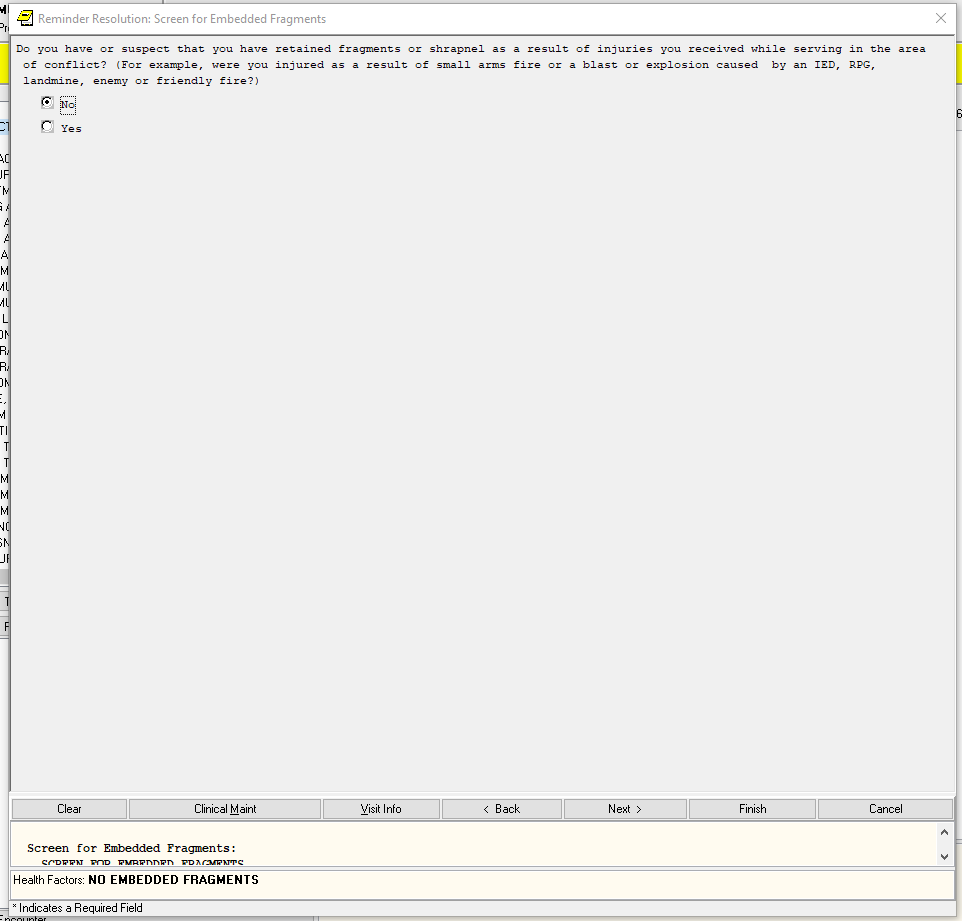 Reminder Resolution: Screen for Embedded Fragments
Do you have or suspect that you have retained fragments or shrapnel as a result of injuries you received while serving in the area
of conflict? (For example, were you injured as a result of small arms fire or a blast or explosion caused  by an IED, RPG,
landmine, enemy or friendly fire?)
No
Yes
Clear
Clinical Maint
Visit Info
< Back
Next >
Finish
Cancel
Screen for Embedded Fragments:
SCREEN FOR EMBEDDED FRAGMENTS
Health Factors: NO EMBEDDED FRAGMENTS
* Indicates a Required Field